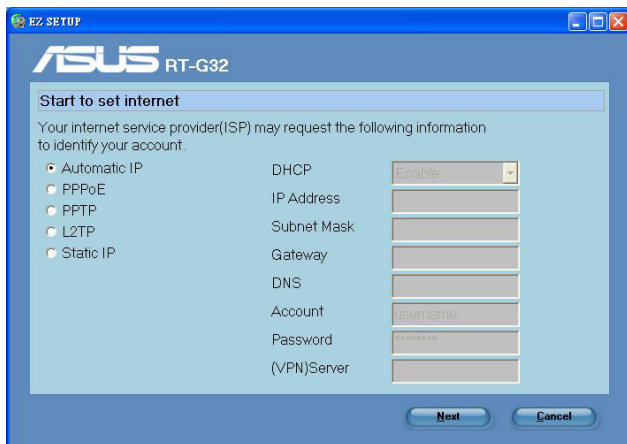 EZ SETUP
ASUS RT-G32
Start to set internet
Your internet service provider(ISP) may request the following information
to identify your account.
Automatic IP
PPPoE
PPTP
L2TP
Static IP
DHCP Enable
IP Address
Subnet Mask
Gateway
DNS
Account username
Password ********
(VPN)Server
Next Cancel